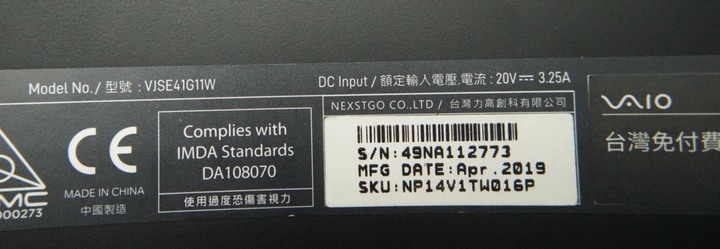 Model No./ 型號 : VJSE41G11W
DC Input / 額定輸入電壓,電流 : 20V⎓ 3.25A
NEXSTGO CO.,LTD / 台灣力高創科有限公司
Complies with
IMDA Standards
DA108070
使用過度恐傷害視力
CE
MADE IN CHINA
中國製造
MC
000273
S/N:49NA112773
MFG DATE:Apr.2019
SKU:NP14V1TW016P
VAIO
台灣免付費